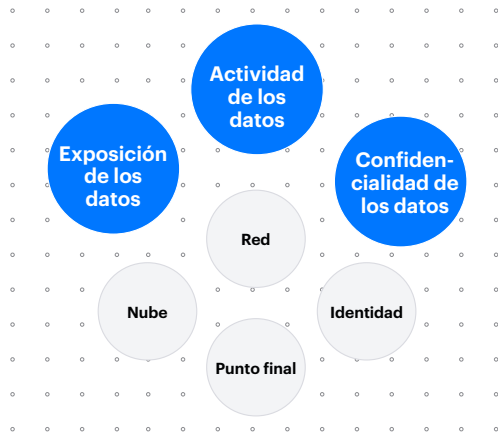 Actividad
de los
datos
Exposición
de los
datos
Confiden-
cialidad de
los datos
Red
Nube
Identidad
Punto final